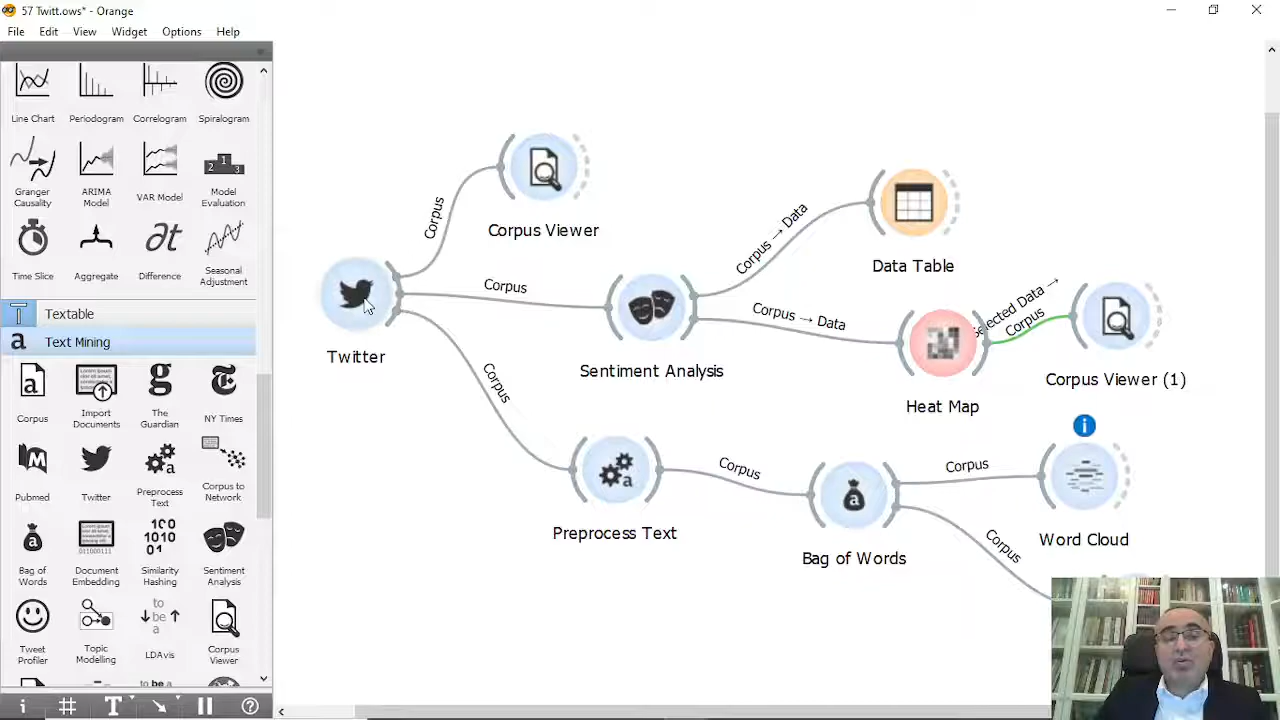 57 Twitt.ows* - Orange
File Edit View Widget Options Help
Line Chart Periodogram Correlogram Spiralogram
Granger Causality ARIMA Model VAR Model Model Evaluation
Time Slice Aggregate Difference Seasonal Adjustment
Textable
Text Mining
Corpus Import Documents The Guardian NY Times
Pubmed Twitter Preprocess Text Corpus to Network
Bag of Words Document Embedding Similarity Hashing Sentiment Analysis
Tweet Profiler Topic Modelling LDAvis Corpus Viewer
Corpus
Corpus Viewer
Corpus → Data
Data Table
Corpus
Twitter
Sentiment Analysis
Corpus → Data
Heat Map
Selected Data →
Corpus
Corpus Viewer (1)
Corpus
Preprocess Text
Corpus
Bag of Words
Corpus
Word Cloud
Corpus